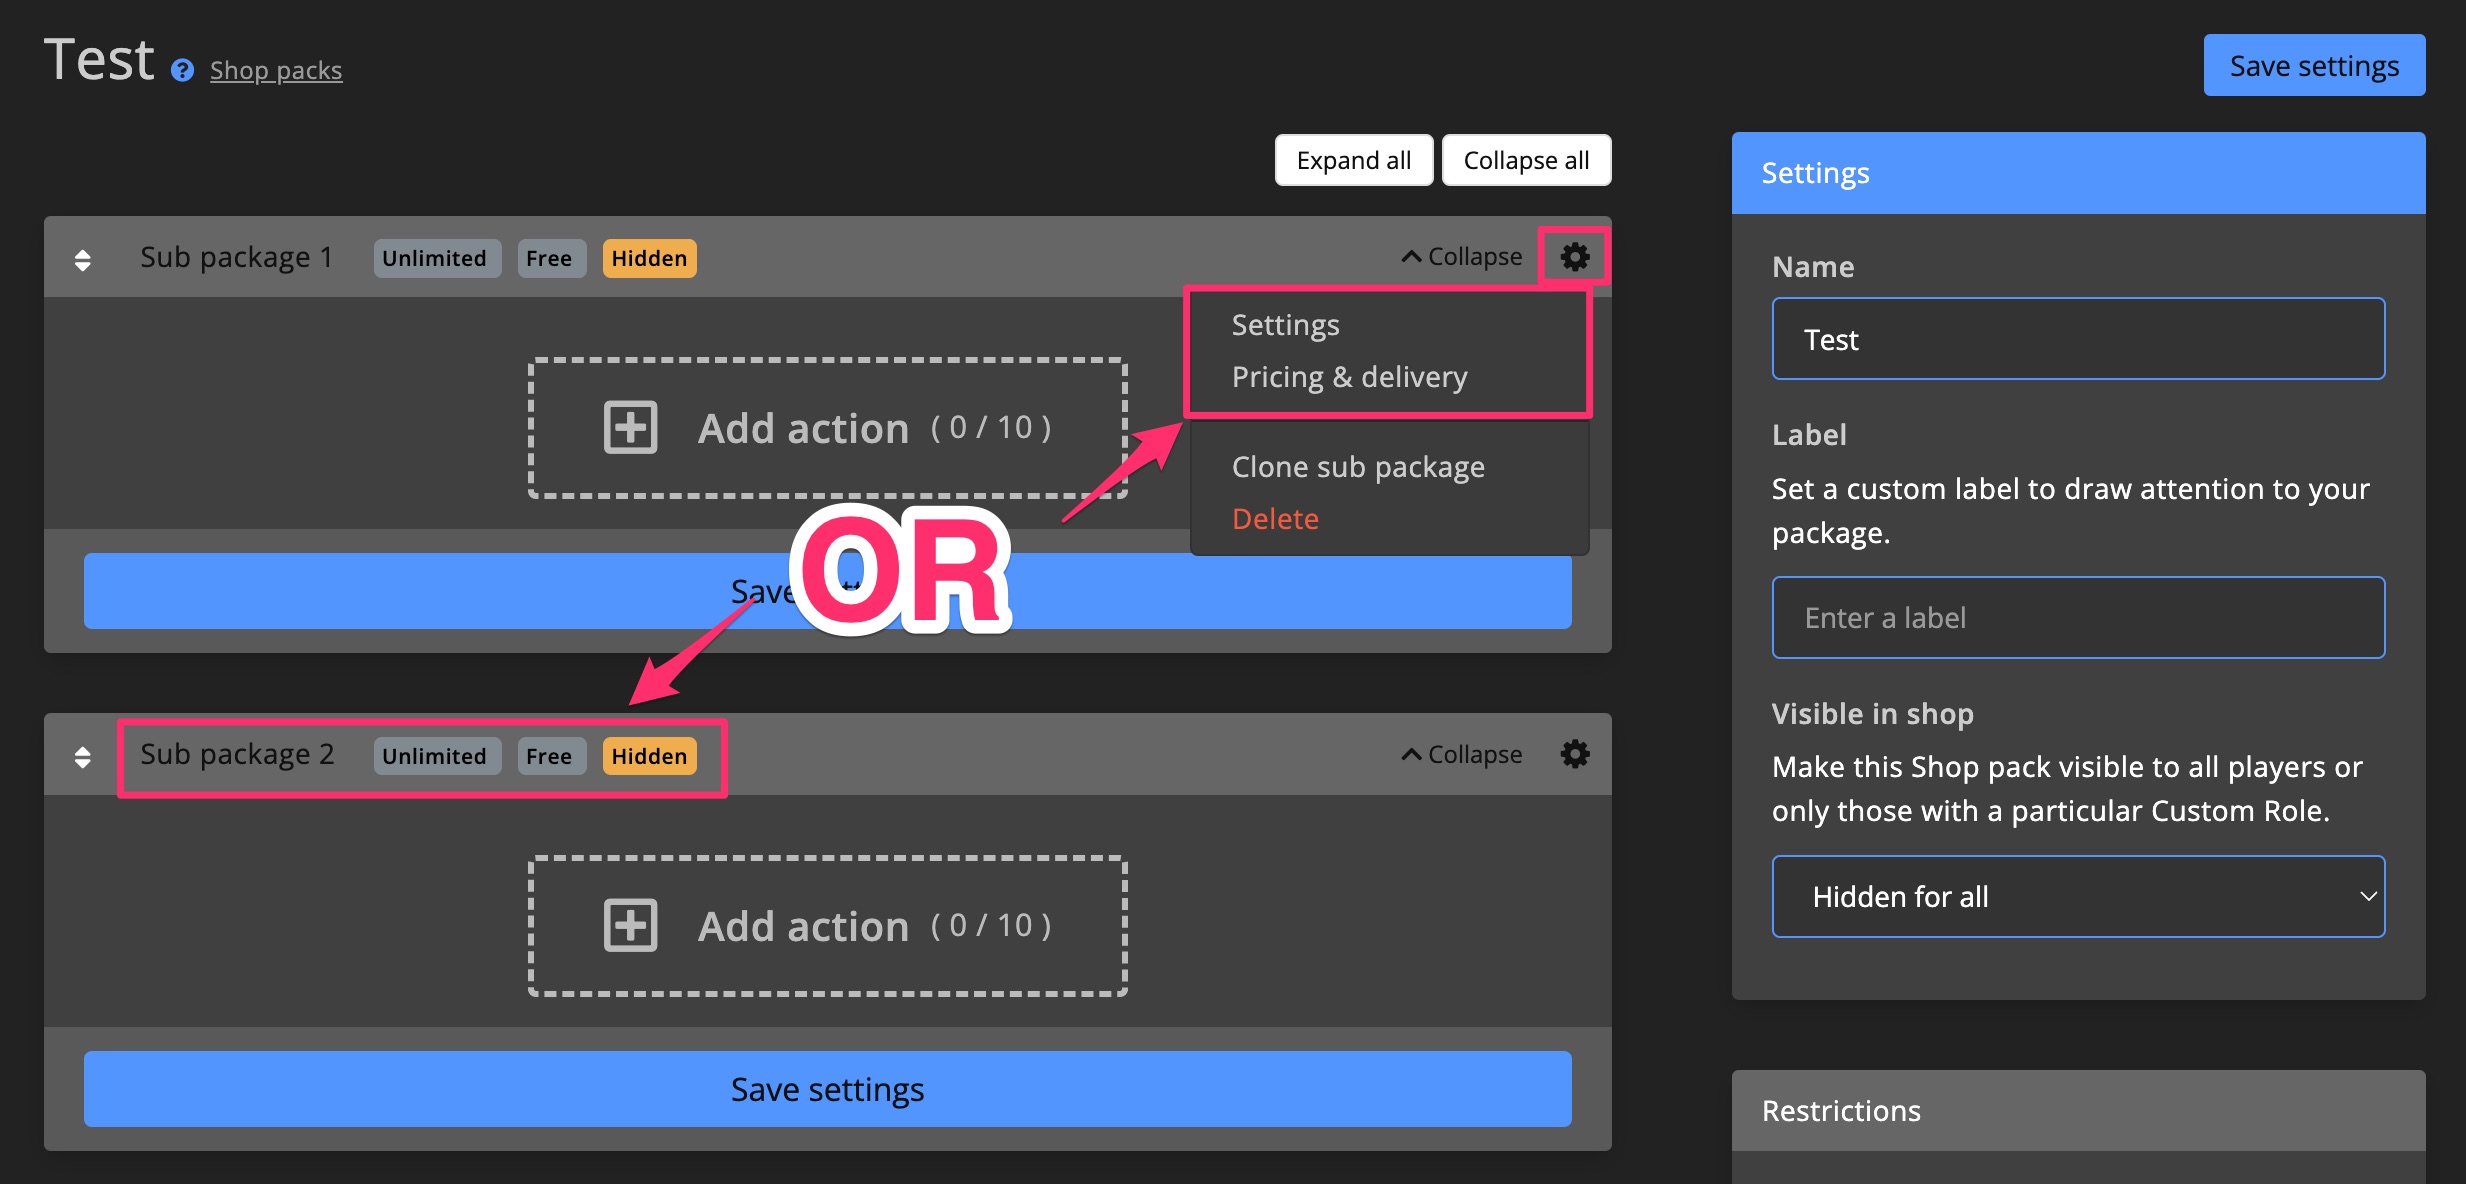 Test ? Shop packs
Save settings
Expand all
Collapse all
Sub package 1 Unlimited Free Hidden
Collapse
Settings
Pricing & delivery
Clone sub package
Delete
Add action ( 0 / 10 )
OR
Sub package 2 Unlimited Free Hidden
Collapse
Add action ( 0 / 10 )
Save settings
Settings
Name
Test
Label
Set a custom label to draw attention to your
package.
Enter a label
Visible in shop
Make this Shop pack visible to all players or
only those with a particular Custom Role.
Hidden for all
Restrictions